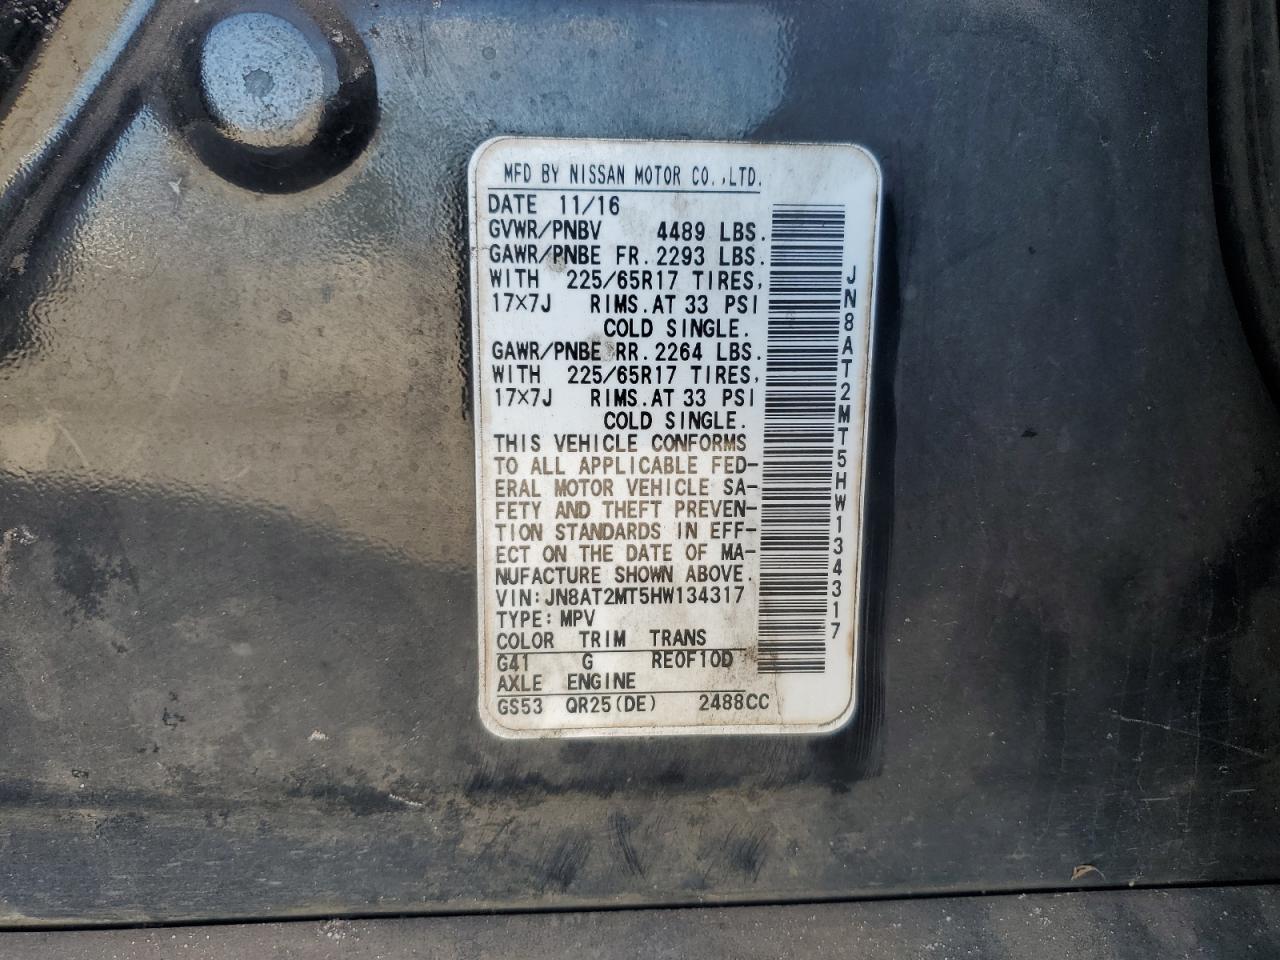 MFD BY NISSAN MOTOR CO.,LTD.
DATE 11/16
GVWR/PNBV 4489 LBS.
GAWR/PNBE FR. 2293 LBS.
WITH 225/65R17 TIRES,
17×7J RIMS.AT 33 PSI
COLD SINGLE.
GAWR/PNBE RR. 2264 LBS.
WITH 225/65R17 TIRES,
17×7J RIMS.AT 33 PSI
COLD SINGLE.
THIS VEHICLE CONFORMS
TO ALL APPLICABLE FED-
ERAL MOTOR VEHICLE SA-
FETY AND THEFT PREVEN-
TION STANDARDS IN EFF-
ECT ON THE DATE OF MA-
NUFACTURE SHOWN ABOVE.
VIN:JN8AT2MT5HW134317
TYPE:MPV
COLOR TRIM TRANS
G41 G RE0F10D
AXLE ENGINE
GS53 QR25(DE) 2488CC
JN8AT2MT5HW134317